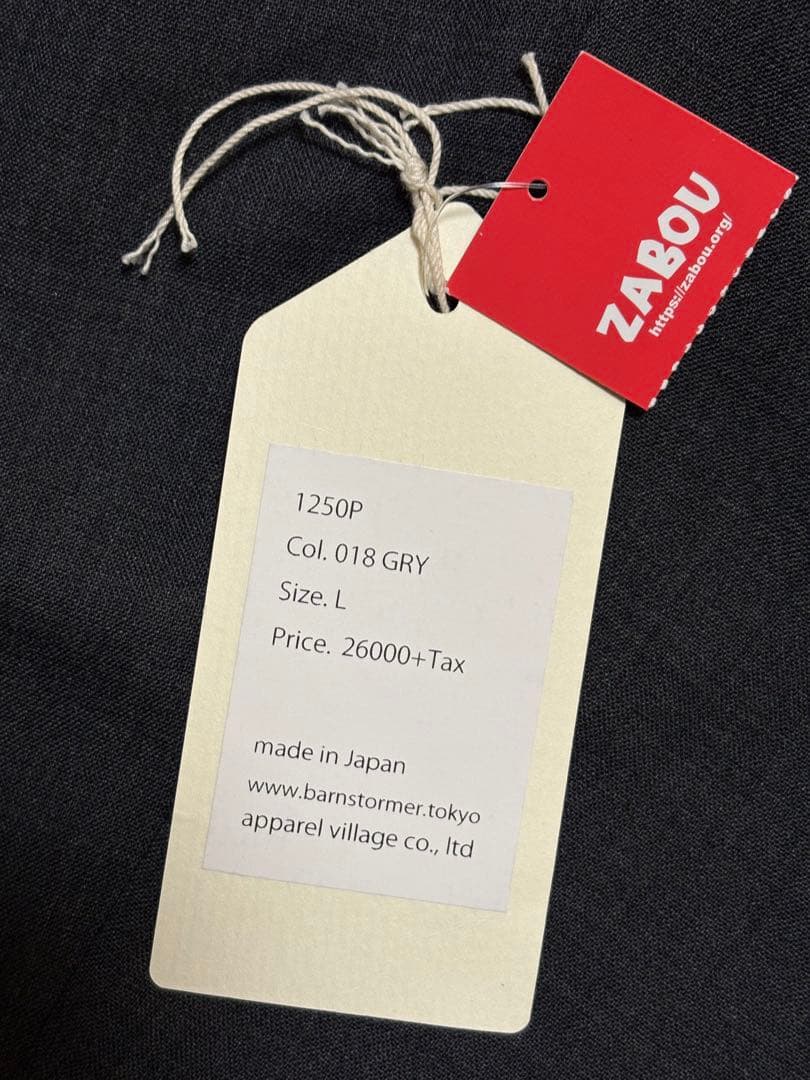 ZABOU
https://zabou.org/
1250P
Col. 018 GRY
Size. L
Price. 26000+Tax
made in Japan
www.barnstormer.tokyo
apparel village co., ltd